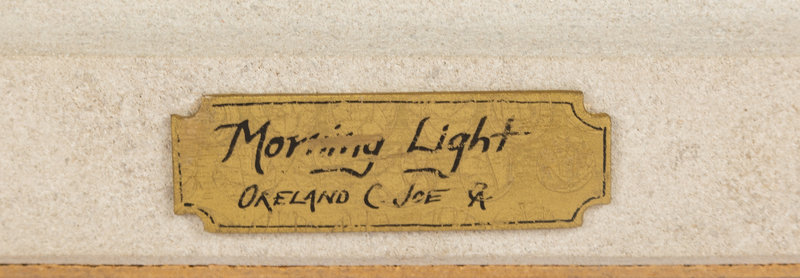 Morning Light
ORELAND C. JOE